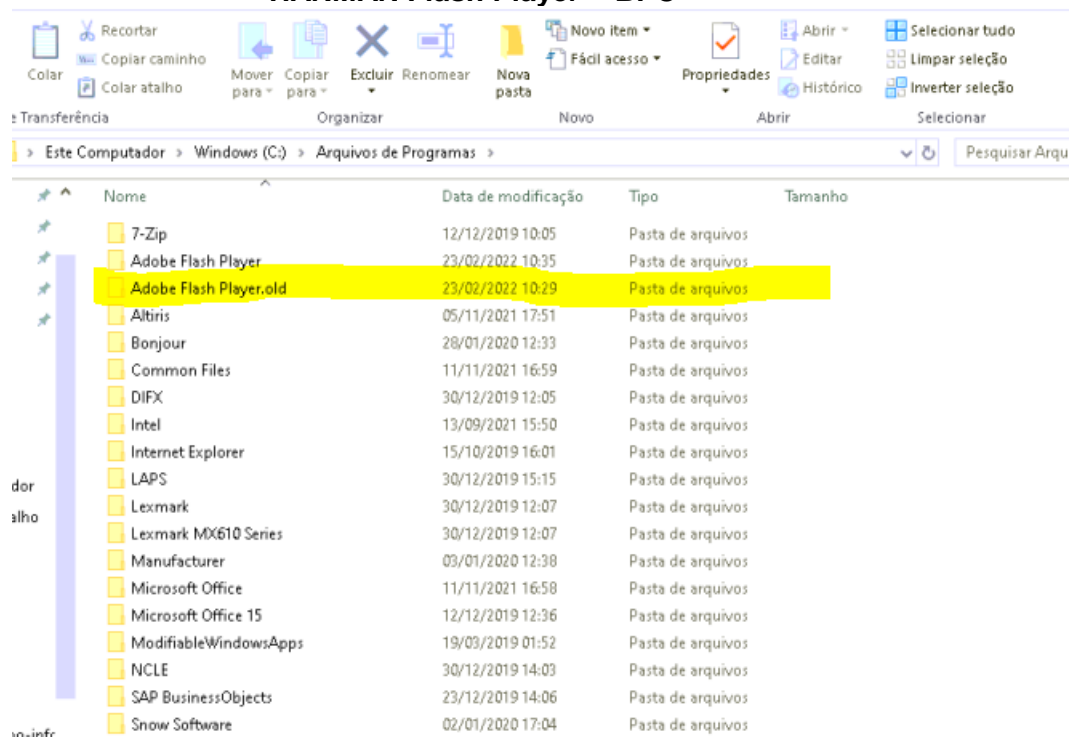 Flash Player
Recortar
Copiar caminho
Copiar atalho
Colar
Mover para
Copiar para
Excluir
Renomear
Nova pasta
Novo item
Fácil acesso
Propriedades
Abrir
Editar
Histórico
Selecionar tudo
Limpar seleção
Inverter seleção
e Transferência Organizar Novo Abrir Selecionar
> Este Computador > Windows (C:) > Arquivos de Programas > Pesquisar Arqu
Nome Data de modificação Tipo Tamanho
7-Zip 12/12/2019 10:05 Pasta de arquivos
Adobe Flash Player 23/02/2022 10:35 Pasta de arquivos
Adobe Flash Player.old 23/02/2022 10:29 Pasta de arquivos
Altiris 05/11/2021 17:51 Pasta de arquivos
Bonjour 28/01/2020 12:33 Pasta de arquivos
Common Files 11/11/2021 16:59 Pasta de arquivos
DIFX 30/12/2019 12:05 Pasta de arquivos
Intel 13/09/2021 15:50 Pasta de arquivos
Internet Explorer 15/10/2019 16:01 Pasta de arquivos
LAPS 30/12/2019 15:15 Pasta de arquivos
dor
Lexmark 30/12/2019 12:07 Pasta de arquivos
alho
Lexmark MX610 Series 30/12/2019 12:07 Pasta de arquivos
Manufacturer 03/01/2020 12:38 Pasta de arquivos
Microsoft Office 11/11/2021 16:58 Pasta de arquivos
Microsoft Office 15 12/12/2019 12:36 Pasta de arquivos
ModifiableWindowsApps 19/03/2019 01:52 Pasta de arquivos
NCLE 30/12/2019 14:03 Pasta de arquivos
SAP BusinessObjects 23/12/2019 14:06 Pasta de arquivos
Snow Software 02/01/2020 17:04 Pasta de arquivos